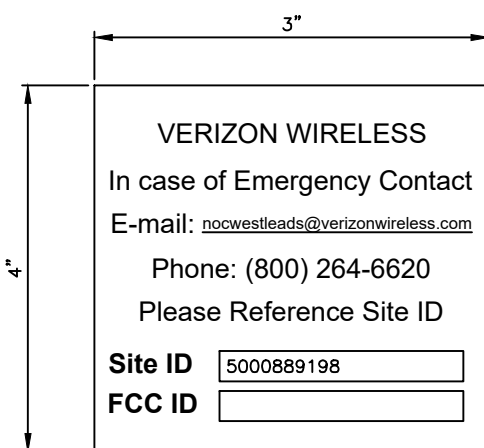 3"
4"
VERIZON WIRELESS
In case of Emergency Contact
E-mail: nocwestleads@verizonwireless.com
Phone: (800) 264-6620
Please Reference Site ID
Site ID 5000889198
FCC ID